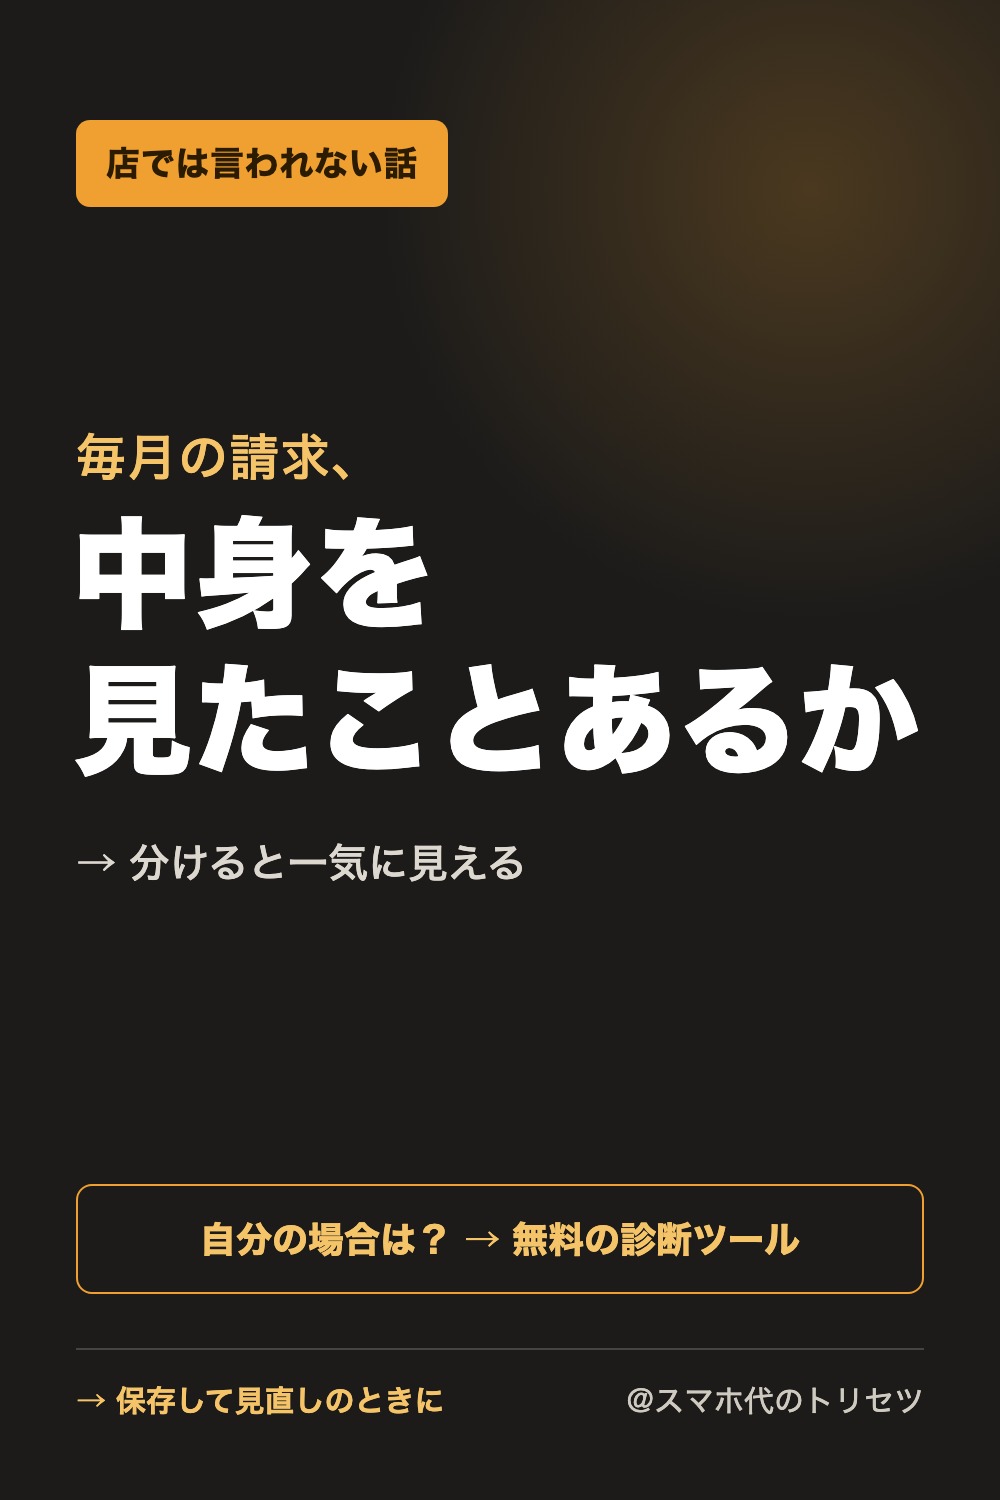 店では言われない話
毎月の請求、
中身を
見たことあるか
→ 分けると一気に見える
自分の場合は？ → 無料の診断ツール
→ 保存して見直しのときに
@スマホ代のトリセツ